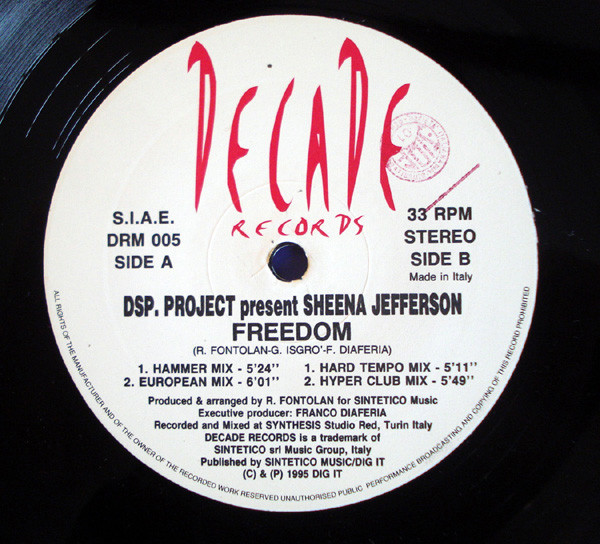 DECADE
RECORDS
S.I.A.E.
DRM 005
SIDE A
33 RPM
STEREO
SIDE B
Made in Italy
DSP. PROJECT present SHEENA JEFFERSON
FREEDOM
(R. FONTOLAN-G. ISGRO'-F. DIAFERIA)
1. HAMMER MIX - 5'24"
2. EUROPEAN MIX - 6'01"
1. HARD TEMPO MIX - 5'11"
2. HYPER CLUB MIX - 5'49"
Produced & arranged by R. FONTOLAN for SINTETICO Music
Executive producer: FRANCO DIAFERIA
Recorded and Mixed at SYNTHESIS Studio Red, Turin Italy
DECADE RECORDS is a trademark of
SINTETICO srl Music Group, Italy
Published by SINTETICO MUSIC/DIG IT
(C) & (P) 1995 DIG IT
ALL RIGHTS OF THE MANUFACTURER AND OF THE OWNER OF THE RECORDED WORK RESERVED UNAUTHORISED PUBLIC PERFORMANCE BROADCASTING AND COPYING OF THIS RECORD PROHIBITED